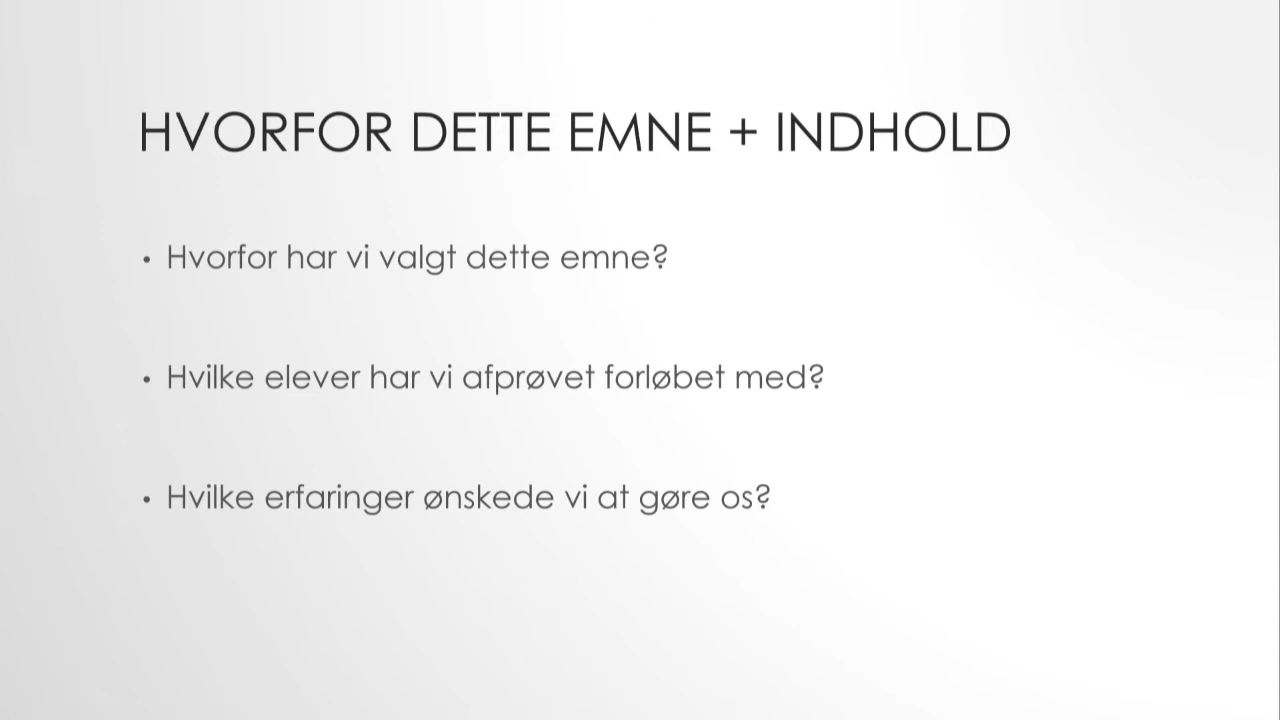 HVORFOR DETTE EMNE + INDHOLD
• Hvorfor har vi valgt dette emne?
• Hvilke elever har vi afprøvet forløbet med?
• Hvilke erfaringer ønskede vi at gøre os?